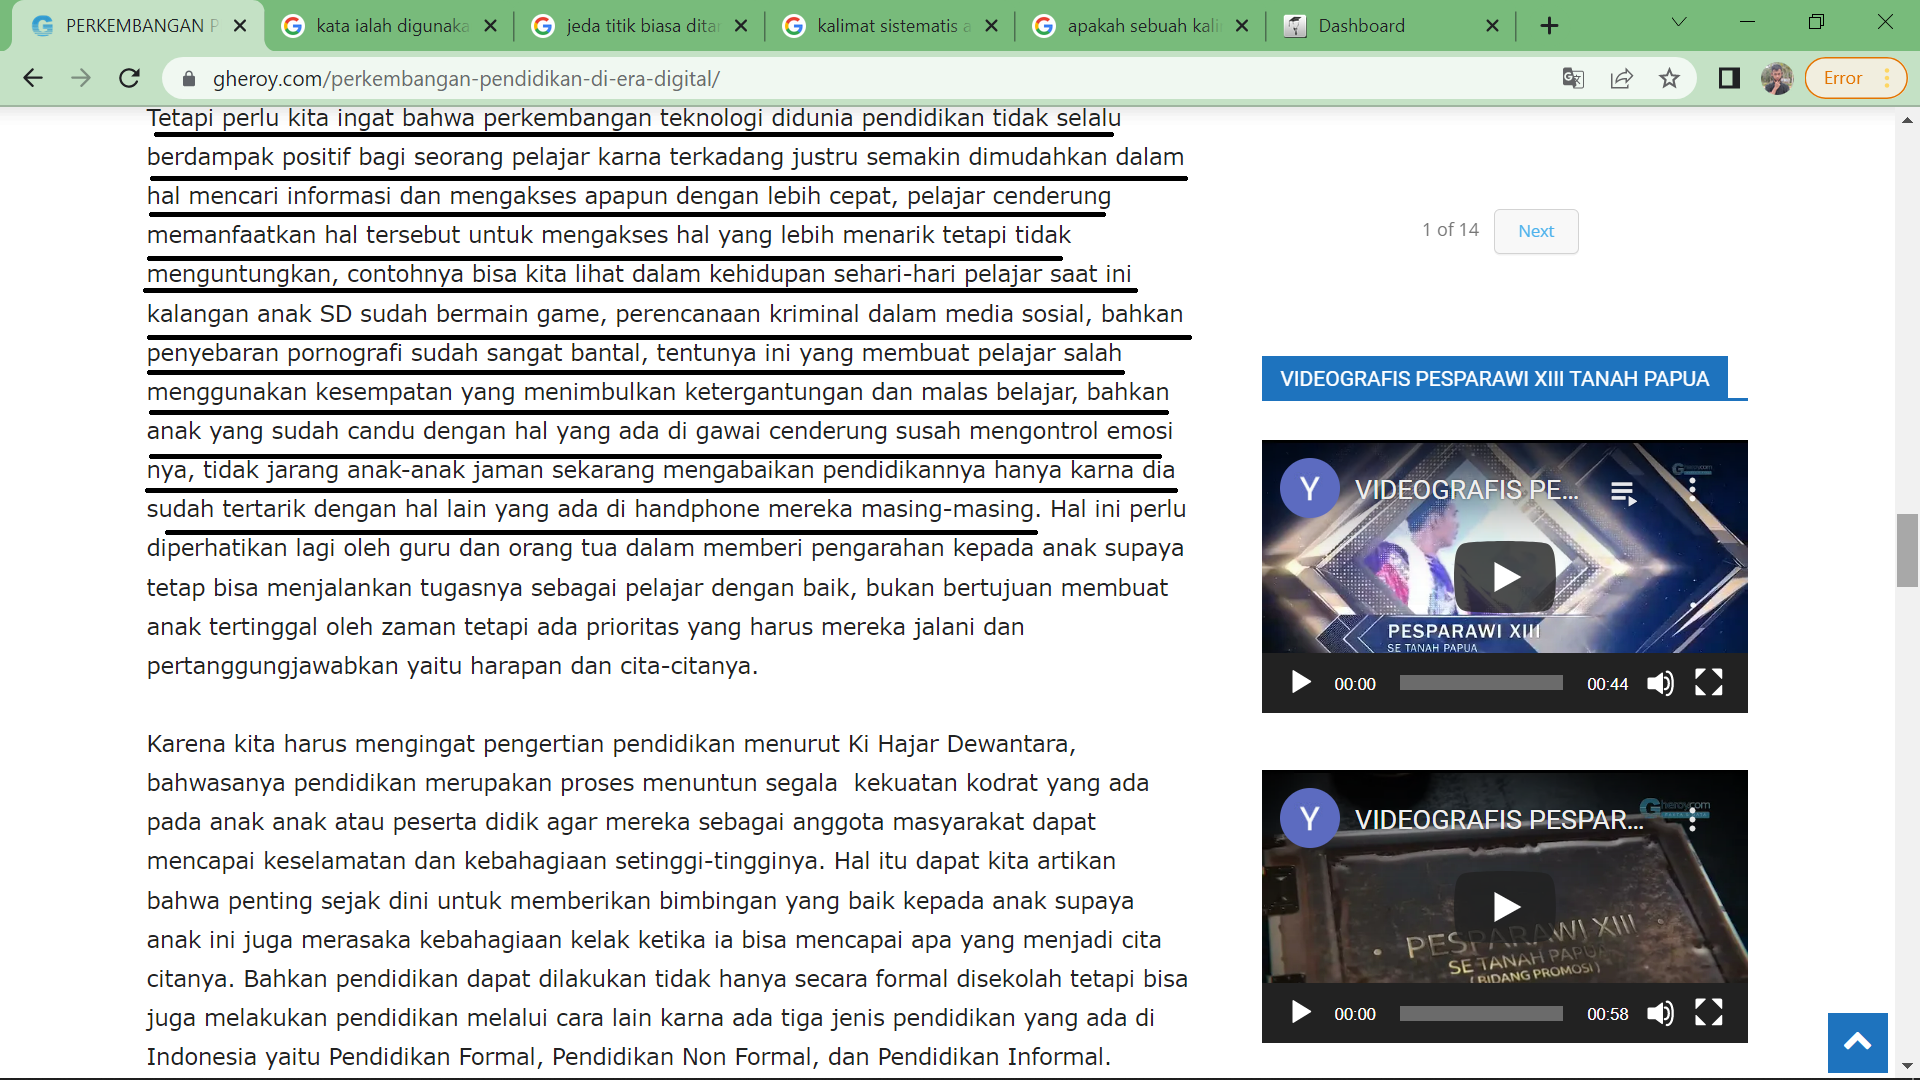 PERKEMBANGAN P
kata ialah digunaka
jeda titik biasa dita
kalimat sistematis a
apakah sebuah kali
Dashboard
gheroy.com/perkembangan-pendidikan-di-era-digital/
Error
Tetapi perlu kita ingat bahwa perkembangan teknologi didunia pendidikan tidak selalu
berdampak positif bagi seorang pelajar karna terkadang justru semakin dimudahkan dalam
hal mencari informasi dan mengakses apapun dengan lebih cepat, pelajar cenderung
memanfaatkan hal tersebut untuk mengakses hal yang lebih menarik tetapi tidak
menguntungkan, contohnya bisa kita lihat dalam kehidupan sehari-hari pelajar saat ini
kalangan anak SD sudah bermain game, perencanaan kriminal dalam media sosial, bahkan
penyebaran pornografi sudah sangat bantal, tentunya ini yang membuat pelajar salah
menggunakan kesempatan yang menimbulkan ketergantungan dan malas belajar, bahkan
anak yang sudah candu dengan hal yang ada di gawai cenderung susah mengontrol emosi
nya, tidak jarang anak-anak jaman sekarang mengabaikan pendidikannya hanya karna dia
sudah tertarik dengan hal lain yang ada di handphone mereka masing-masing. Hal ini perlu
diperhatikan lagi oleh guru dan orang tua dalam memberi pengarahan kepada anak supaya
tetap bisa menjalankan tugasnya sebagai pelajar dengan baik, bukan bertujuan membuat
anak tertinggal oleh zaman tetapi ada prioritas yang harus mereka jalani dan
pertanggungjawabkan yaitu harapan dan cita-citanya.
Karena kita harus mengingat pengertian pendidikan menurut Ki Hajar Dewantara,
bahwasanya pendidikan merupakan proses menuntun segala  kekuatan kodrat yang ada
pada anak anak atau peserta didik agar mereka sebagai anggota masyarakat dapat
mencapai keselamatan dan kebahagiaan setinggi-tingginya. Hal itu dapat kita artikan
bahwa penting sejak dini untuk memberikan bimbingan yang baik kepada anak supaya
anak ini juga merasaka kebahagiaan kelak ketika ia bisa mencapai apa yang menjadi cita
citanya. Bahkan pendidikan dapat dilakukan tidak hanya secara formal disekolah tetapi bisa
juga melakukan pendidikan melalui cara lain karna ada tiga jenis pendidikan yang ada di
Indonesia yaitu Pendidikan Formal, Pendidikan Non Formal, dan Pendidikan Informal.
1 of 14 Next
VIDEOGRAFIS PESPARAWI XIII TANAH PAPUA
Y VIDEOGRAFIS PE...
PESPARAWI XIII
SE TANAH PAPUA
00:00 00:44
Y VIDEOGRAFIS PESPAR...
PESPARAWI XIII
SE TANAH PAPUA
( BIDANG PROMOSI )
00:00 00:58